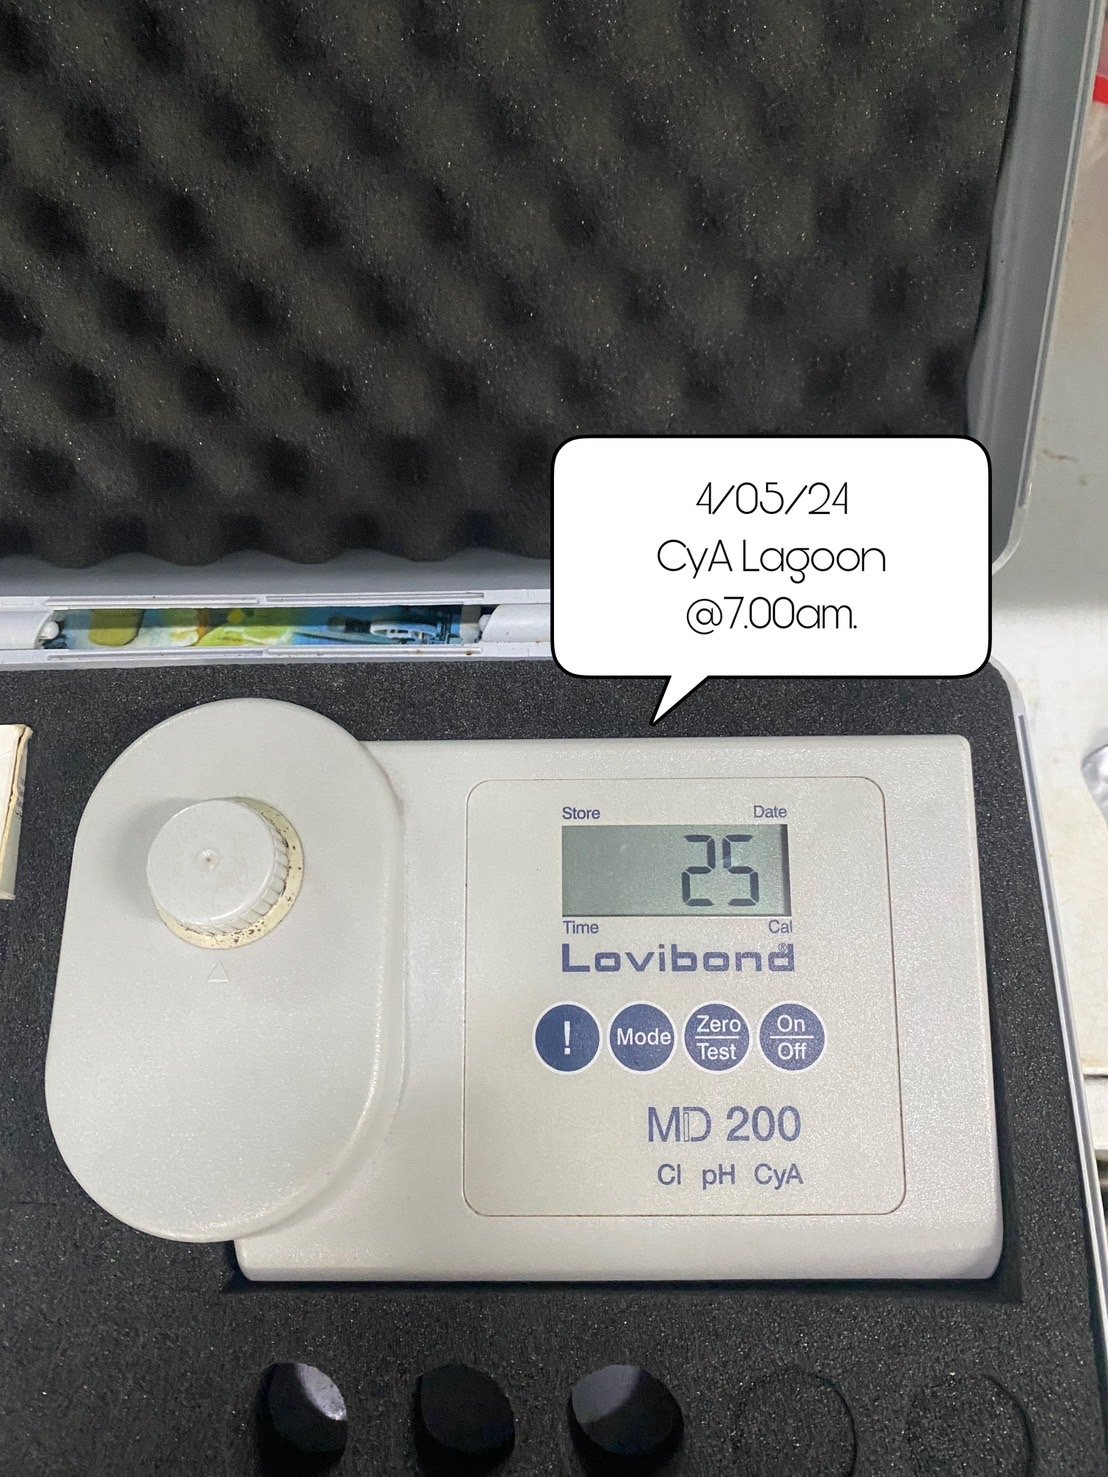 4/05/24
CyA Lagoon
@7.00am.
Store Date
25
Time Cal
Lovibond®
! Mode Zero On
Test Off
MD 200
Cl pH CyA